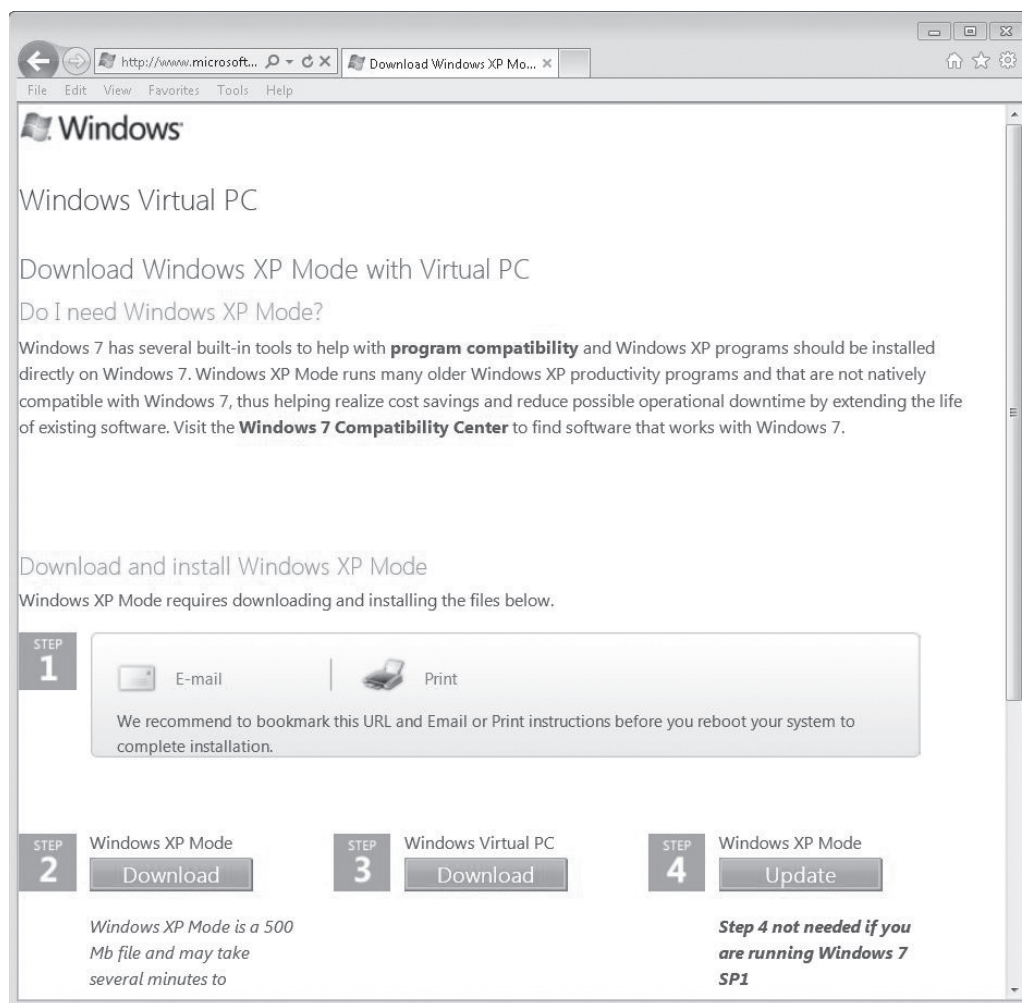 http://www.microsoft...
Download Windows XP Mo...
File Edit View Favorites Tools Help
Windows
Windows Virtual PC
Download Windows XP Mode with Virtual PC
Do I need Windows XP Mode?
Windows 7 has several built-in tools to help with program compatibility and Windows XP programs should be installed
directly on Windows 7. Windows XP Mode runs many older Windows XP productivity programs and that are not natively
compatible with Windows 7, thus helping realize cost savings and reduce possible operational downtime by extending the life
of existing software. Visit the Windows 7 Compatibility Center to find software that works with Windows 7.
Download and install Windows XP Mode
Windows XP Mode requires downloading and installing the files below.
STEP
1
E-mail
Print
We recommend to bookmark this URL and Email or Print instructions before you reboot your system to
complete installation.
STEP
2
Windows XP Mode
Download
Windows XP Mode is a 500
Mb file and may take
several minutes to
STEP
3
Windows Virtual PC
Download
STEP
4
Windows XP Mode
Update
Step 4 not needed if you
are running Windows 7
SP1